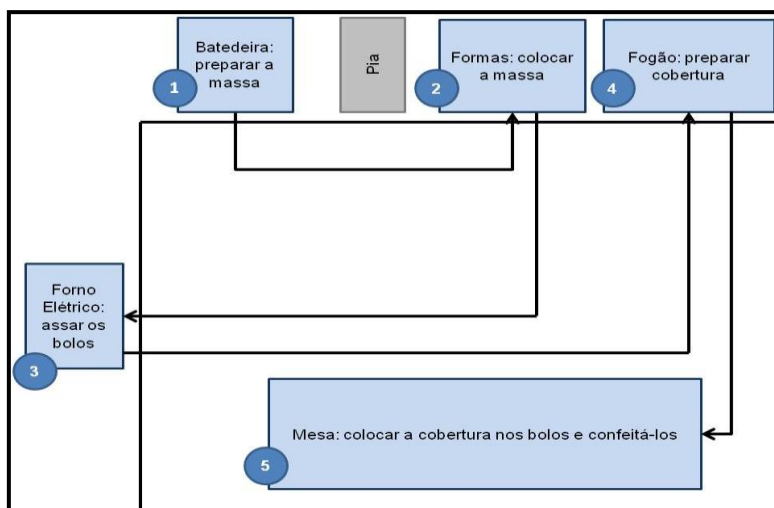 Batedeira:
preparar a
massa
1
Pia
Formas: colocar
a massa
2
Fogão: preparar
cobertura
4
Forno
Elétrico:
assar os
bolos
3
Mesa: colocar a cobertura nos bolos e confeitá-los
5